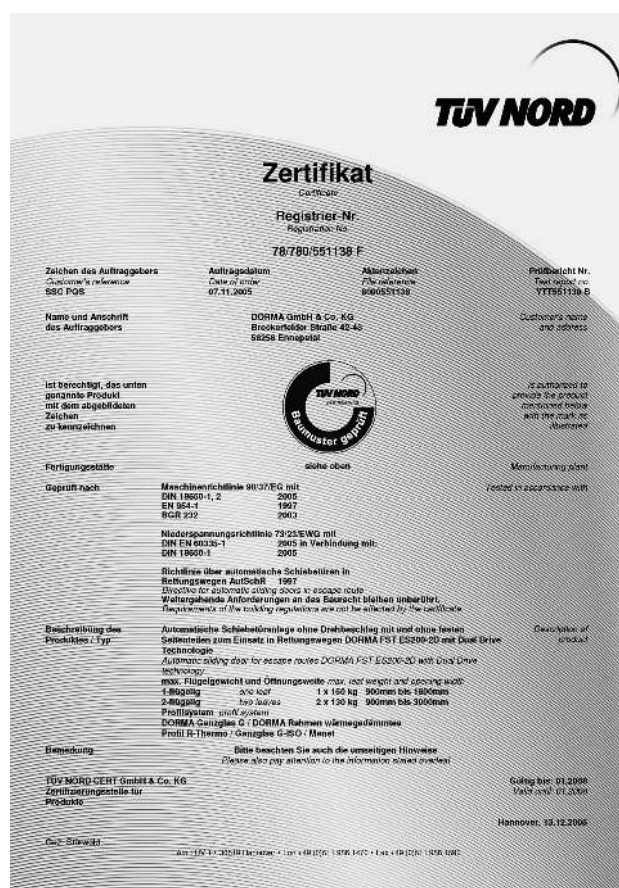 TÜV NORD
Zertifikat
Certificate
Registrier-Nr.
Registration No.
78/780/551138 F
Zeichen des Auftraggebers Auftragsdatum Aktenzeichen Prüfbericht Nr.
Customer's reference Date of order File reference Test report no.
SSC PGS 07.11.2005 8000551138 YTT551138-B
Name und Anschrift DORMA GmbH & Co. KG Customer's name
des Auftraggebers Breckerfelder Straße 42-48 and address
58256 Ennepetal
ist berechtigt, das unten is authorized to
genannte Produkt provide the product
mit dem abgebildeten mentioned below
Zeichen with the mark as
zu kennzeichnen illustrated
TÜV NORD
Baumuster geprüft
Fertigungsstätte siehe oben Manufacturing plant
Geprüft nach Maschinenrichtlinie 98/37/EG mit Tested in accordance with
DIN 18650-1, 2 2005
EN 954-1 1997
BGR 232 2003
Niederspannungsrichtlinie 73/23/EWG mit
DIN EN 60335-1 2005 in Verbindung mit:
DIN 18650-1 2005
Richtlinie über automatische Schiebetüren in
Rettungswegen AutSchR 1997
Directive for automatic sliding doors in escape route
Weitergehende Anforderungen an das Baurecht bleiben unberührt.
Requirements of the building regulations are not be affected by the certificate
Beschreibung des Automatische Schiebetüranlage ohne Drehbeschlag mit und ohne festen Description of
Produktes / Typ Seitenteilen zum Einsatz in Rettungswegen DORMA FST ES200-2D mit Dual Drive product
Technologie
Automatic sliding door for escape routes DORMA FST ES200-2D with Dual Drive
technology
max. Flügelgewicht und Öffnungsweite max. leaf weight and opening width
1-flügelig one leaf 1 x 160 kg 900mm bis 1800mm
2-flügelig two leaves 2 x 130 kg 900mm bis 3000mm
Profilsystem profil system
DORMA Ganzglas G / DORMA Rahmen wärmegedämmtes
Profil R-Thermo / Ganzglas G-ISO / Manet
Bemerkung Bitte beachten Sie auch die umseitigen Hinweise
Please also pay attention to the information stated overleaf
TÜV NORD CERT GmbH & Co. KG Gültig bis: 01.2008
Zertifizierungsstelle für Valid until: 01.2008
Produkte
Hannover, 13.12.2005
Am TÜV 1 • 30519 Hannover •